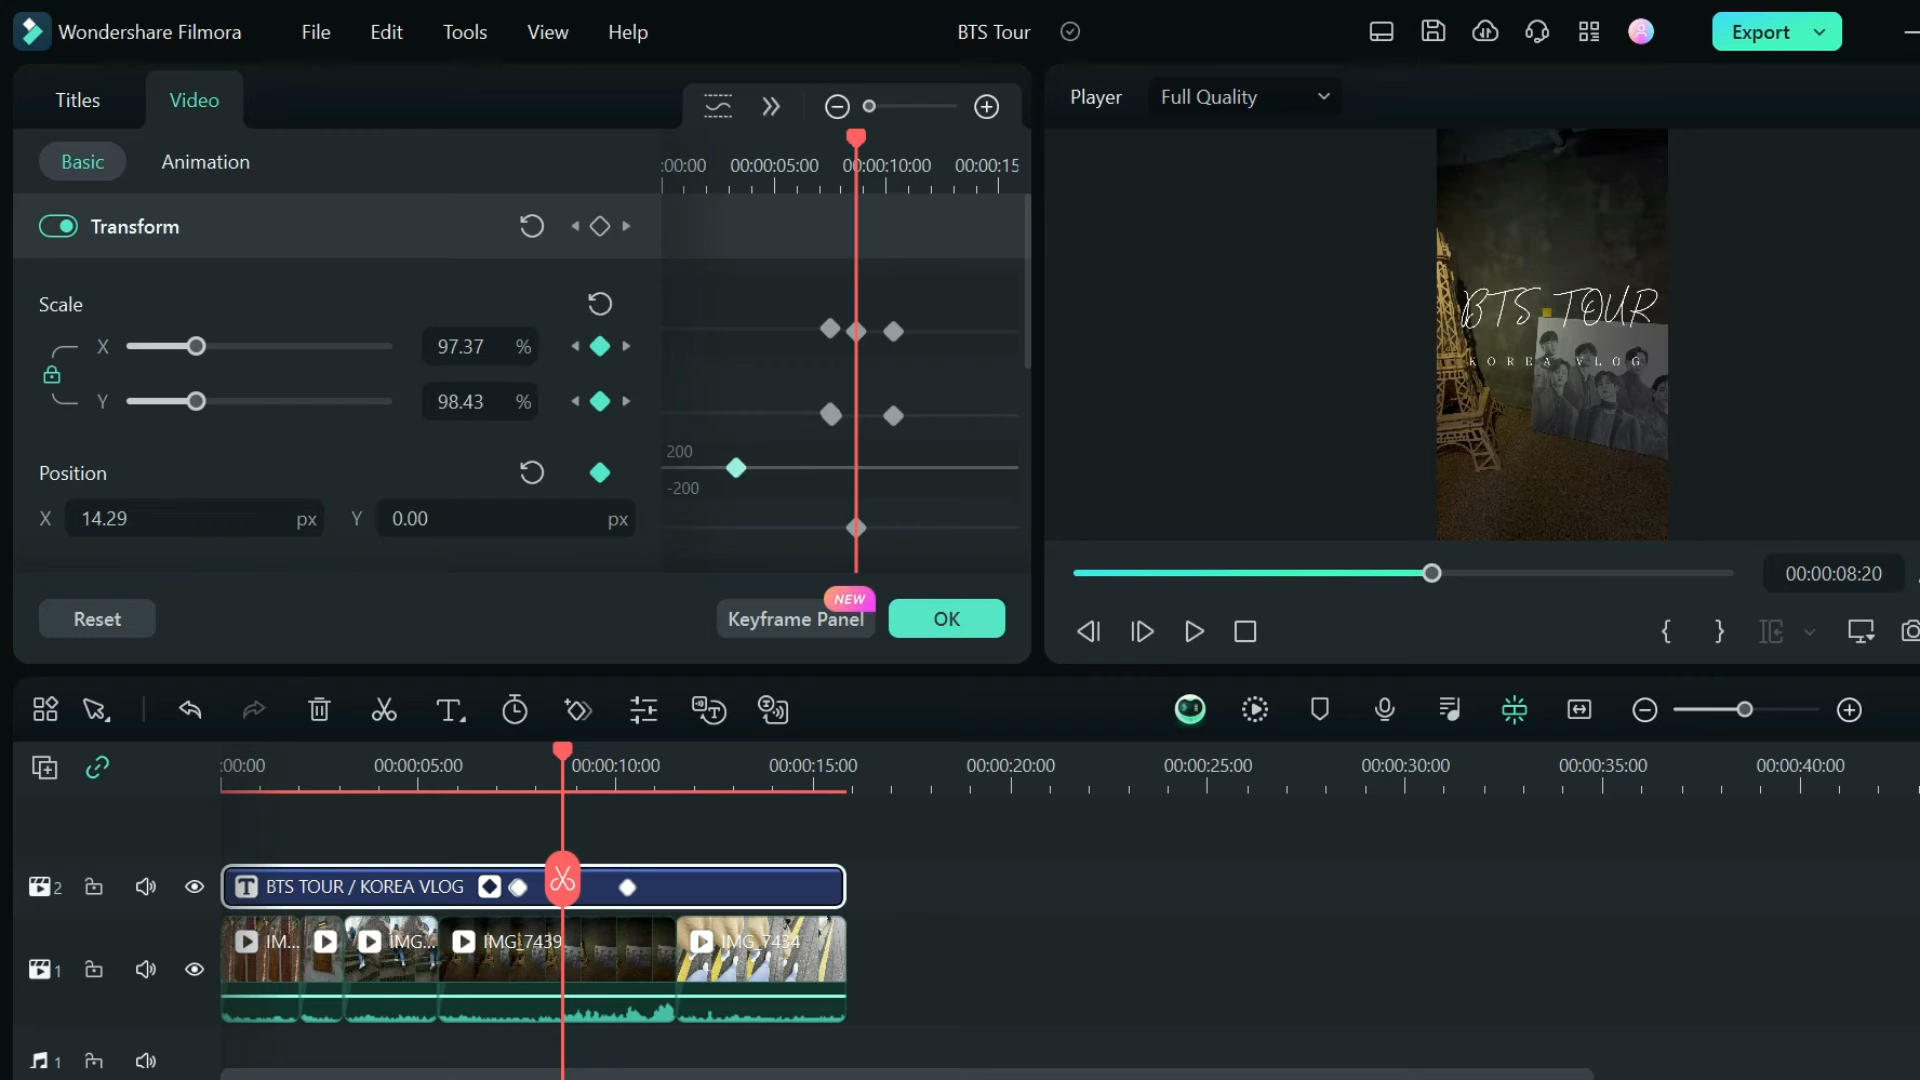 Wondershare Filmora
File
Edit
Tools
View
Help
BTS Tour
Export
Titles
Video
Player
Full Quality
Basic
Animation
:00:00
00:00:05:00
00:00:10:00
00:00:15
Transform
Scale
X
97.37
%
Y
98.43
%
Position
200
-200
X
14.29
px
Y
0.00
px
Reset
NEW
Keyframe Panel
OK
BTS TOUR
KOREA VLOG
00:00:08:20
:00:00
00:00:05:00
00:00:10:00
00:00:15:00
00:00:20:00
00:00:25:00
00:00:30:00
00:00:35:00
00:00:40:00
2
T
BTS TOUR / KOREA VLOG
1
IM...
IMG...
IMG_7439
IMG_7434
1